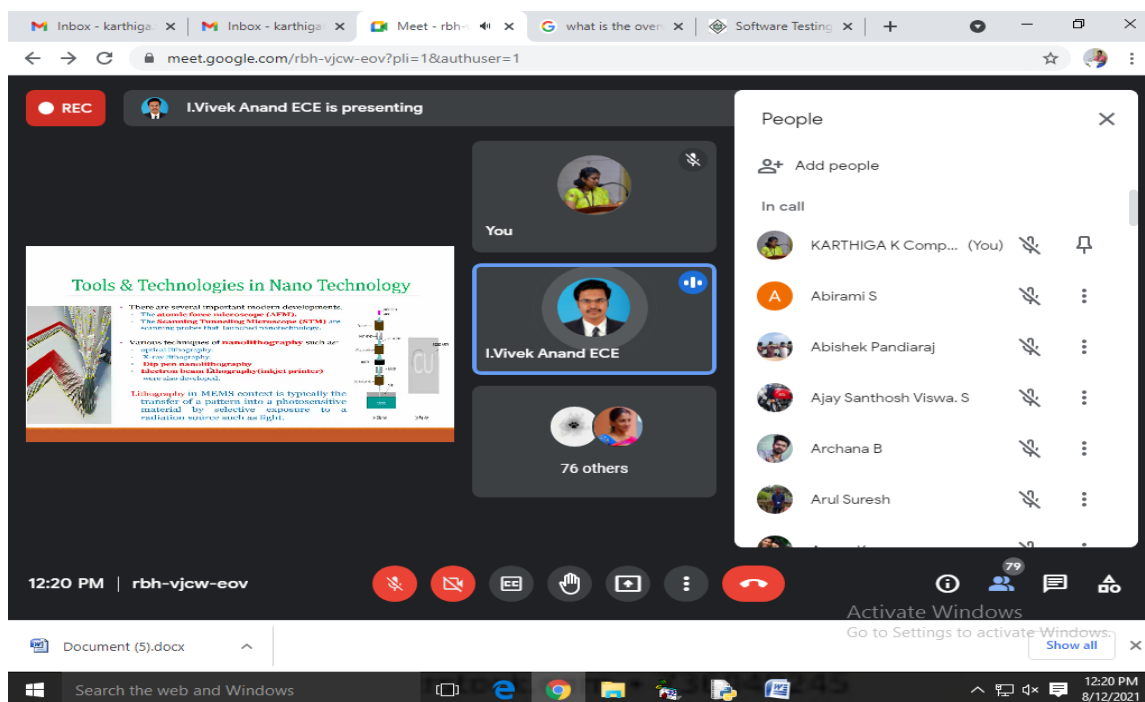 Inbox - karthiga
Inbox - karthiga
Meet - rbh-
what is the over
Software Testing
meet.google.com/rbh-vjcw-eov?pli=1&authuser=1
REC
I.Vivek Anand ECE is presenting
People
Add people
In call
You
KARTHIGA K Comp... (You)
Abirami S
Abishek Pandiaraj
Ajay Santhosh Viswa. S
Archana B
Arul Suresh
Tools & Technologies in Nano Technology
- There are several important modern developments.
- The atomic force microscope (AFM).
- The Scanning Tunneling Microscope (STM) are
scanning probes that launched nanotechnology.
- Various techniques of nanolithography such as:
- optical lithography.
- X-ray lithography
- Dip pen nanolithography
- Electron beam lithography(inkjet printer)
were also developed.
Lithography in MEMS context is typically the
transfer of a pattern into a photosensitive
material by selective exposure to a
radiation source such as light.
I.Vivek Anand ECE
76 others
12:20 PM | rbh-vjcw-eov
79
Activate Windows
Go to Settings to activate Windows.
Document (5).docx
Show all
Search the web and Windows
12:20 PM
8/12/2021